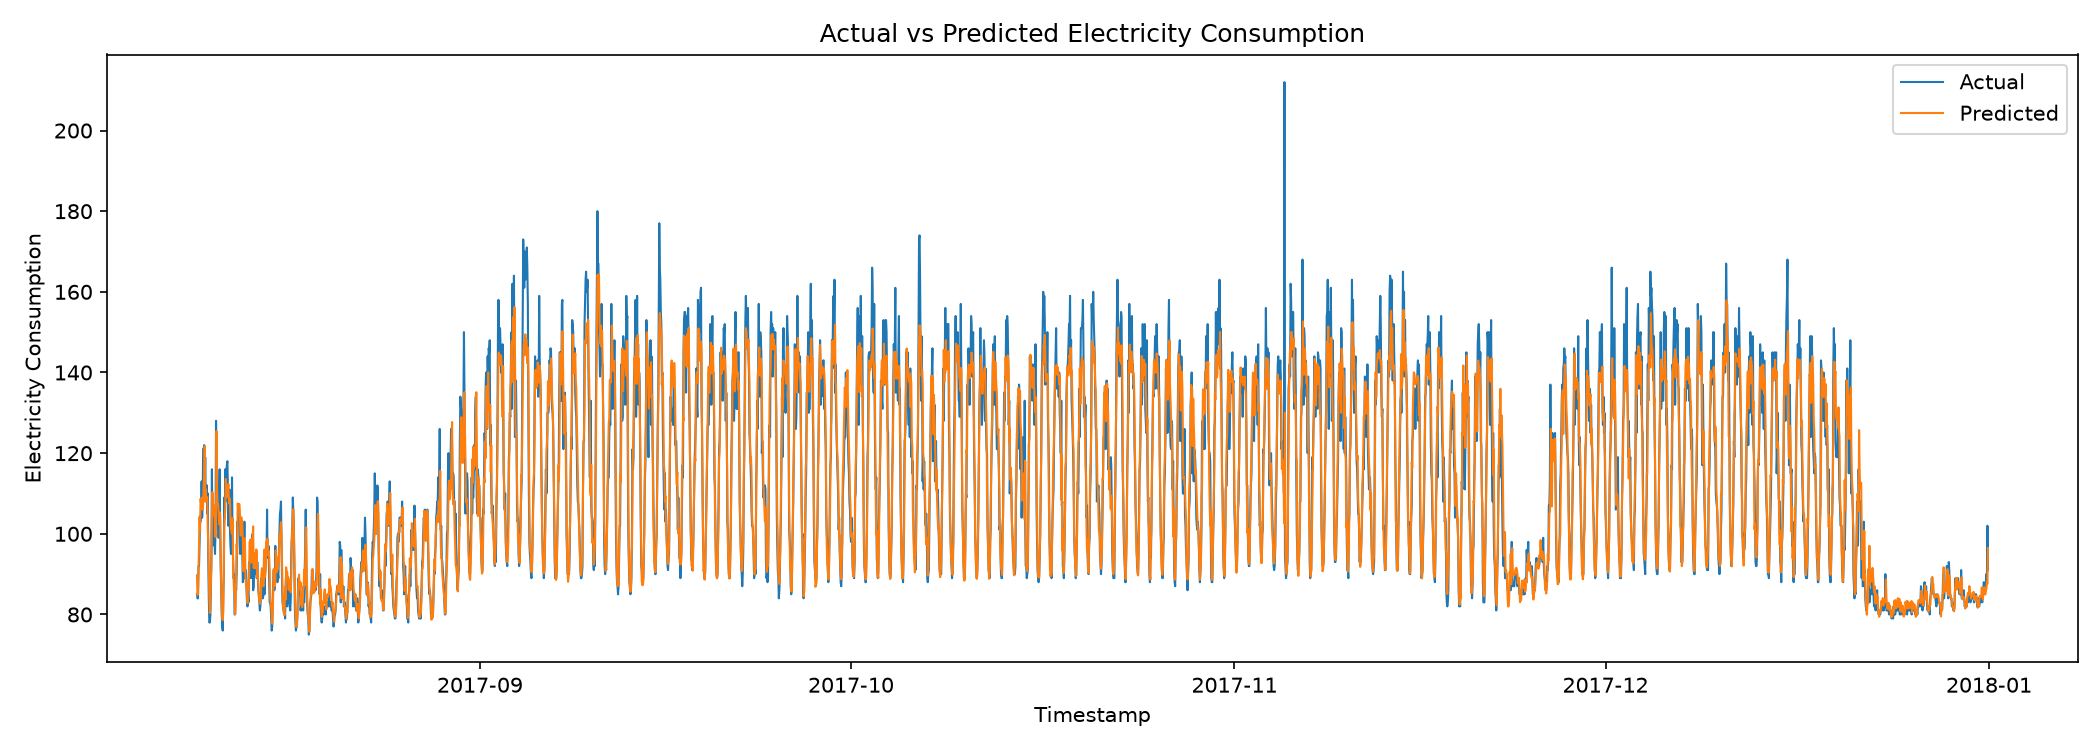 Actual vs Predicted Electricity Consumption
Actual
Predicted
Electricity Consumption
200
180
160
140
120
100
80
2017-09
2017-10
2017-11
2017-12
2018-01
Timestamp